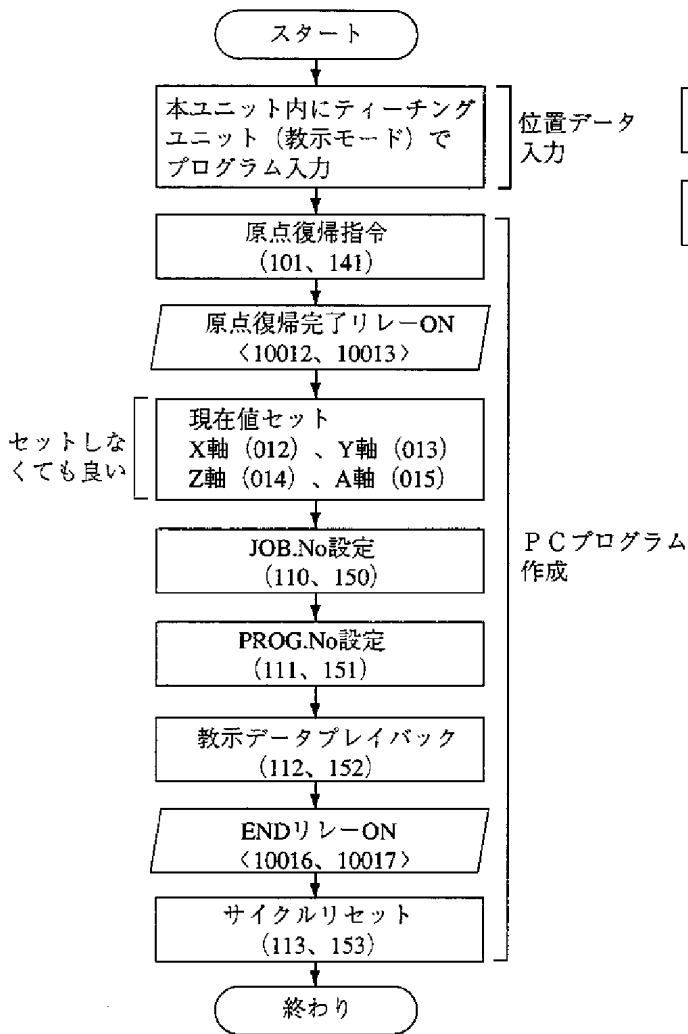 スタート
本ユニット内にティーチング
ユニット（教示モード）で
プログラム入力
位置データ
入力
原点復帰指令
（101、141）
原点復帰完了リレーON
〈10012、10013〉
セットしな
くても良い
現在値セット
X軸（012）、Y軸（013）
Z軸（014）、A軸（015）
JOB.No設定
（110、150）
ＰＣプログラム
作成
PROG.No設定
（111、151）
教示データプレイバック
（112、152）
ENDリレーON
〈10016、10017〉
サイクルリセット
（113、153）
終わり